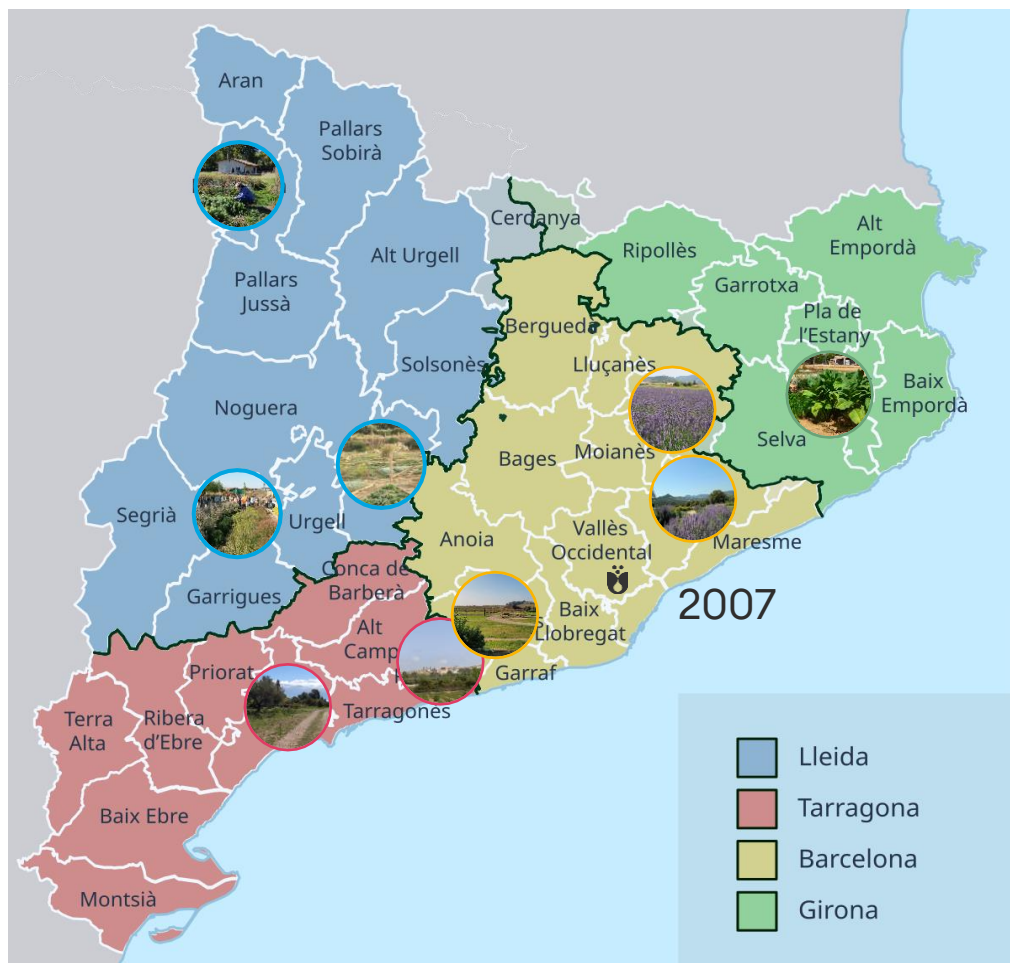 Aran
Pallars
Sobirà
Cerdanya
Alt
Empordà
Ripollès
Alt Urgell
Garrotxa
Pallars
Jussà
Pla de
l'Estany
Berguedà
Solsonès
Lluçanès
Baix
Empordà
Noguera
Selva
Moianès
Bages
Segrià
Urgell
Anoia
Vallès
Occidental
Maresme
Conca de
Barberà
Garrigues
2007
Baix
Llobregat
Alt
Camp
Priorat
Garraf
Tarragonès
Terra
Alta
Ribera
d'Ebre
Baix Ebre
Montsià
Lleida
Tarragona
Barcelona
Girona